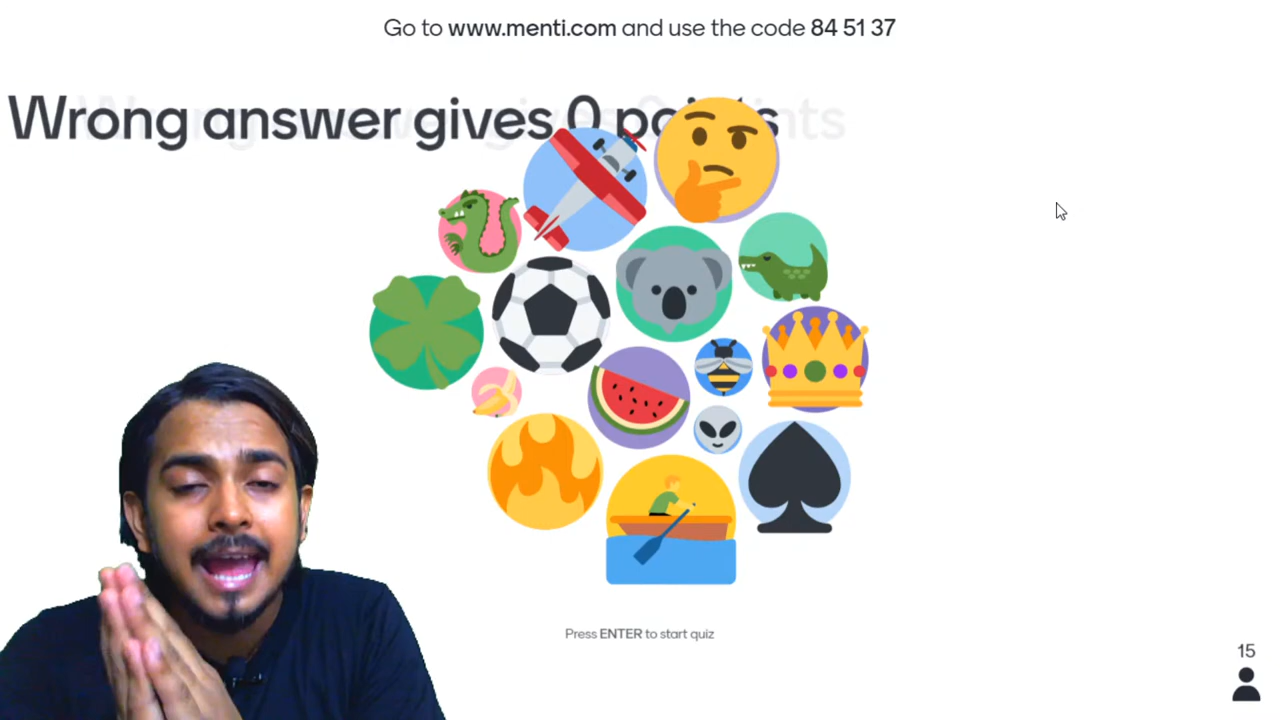 Go to www.menti.com and use the code 84 51 37
Wrong answer gives 0 points
Press ENTER to start quiz
15